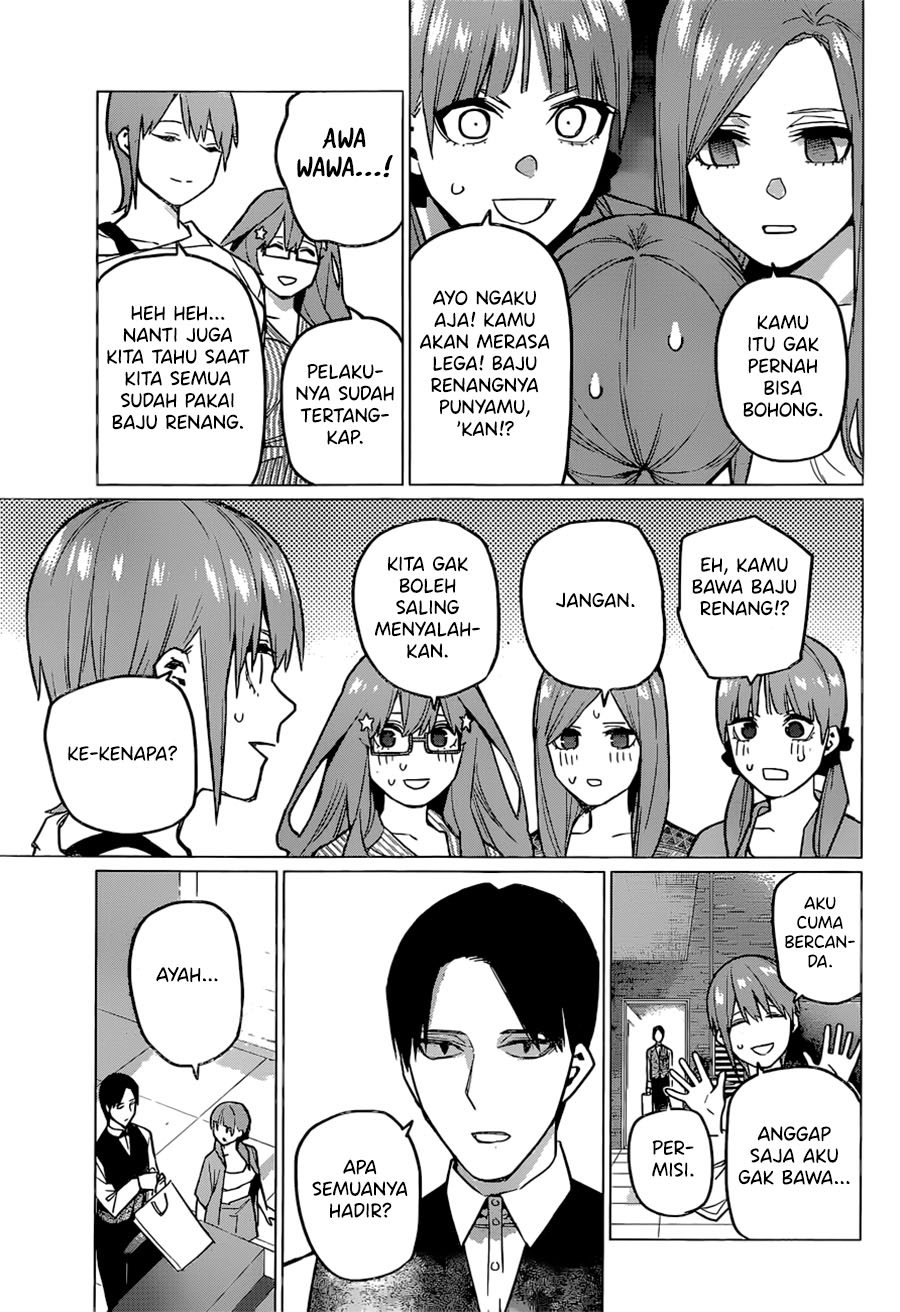 KAMU
ITU GAK
PERNAH
BISA
BOHONG.
AYO NGAKU
AJA! KAMU
AKAN MERASA
LEGA! BAJU
RENANGNYA
PUNYAMU,
'KAN!?
AWA
WAWA...!
PELAKU-
NYA SUDAH
TERTANG-
KAP.
HEH HEH...
NANTI JUGA
KITA TAHU SAAT
KITA SEMUA
SUDAH PAKAI
BAJU RENANG.
EH, KAMU
BAWA BAJU
RENANG!?
JANGAN.
KITA GAK
BOLEH
SALING
MENYALAH-
KAN.
KE-KENAPA?
AKU
CUMA
BERCAN-
DA.
ANGGAP
SAJA AKU
GAK BAWA...
PER-
MISI.
APA
SEMUANYA
HADIR?
AYAH...